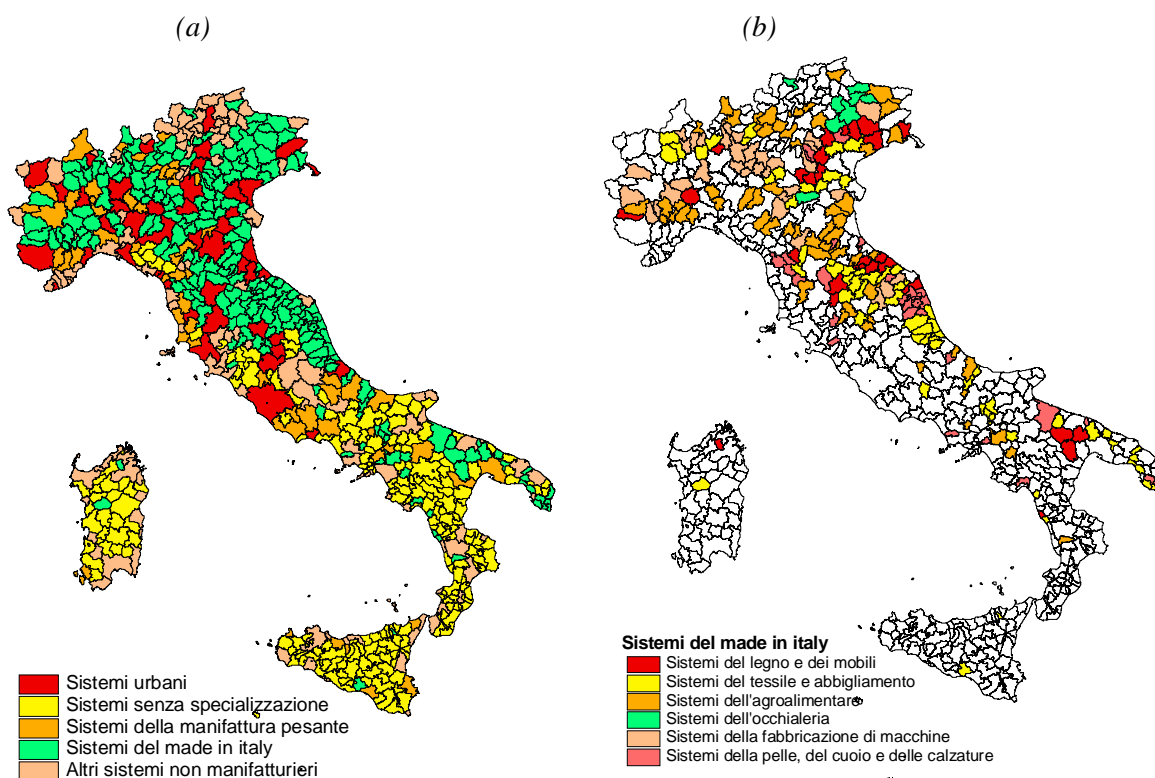 (a)
(b)
Sistemi urbani
Sistemi senza specializzazione
Sistemi della manifattura pesante
Sistemi del made in italy
Altri sistemi non manifatturieri
Sistemi del made in italy
Sistemi del legno e dei mobili
Sistemi del tessile e abbigliamento
Sistemi dell'agroalimentare
Sistemi dell'occhialeria
Sistemi della fabbricazione di macchine
Sistemi della pelle, del cuoio e delle calzature